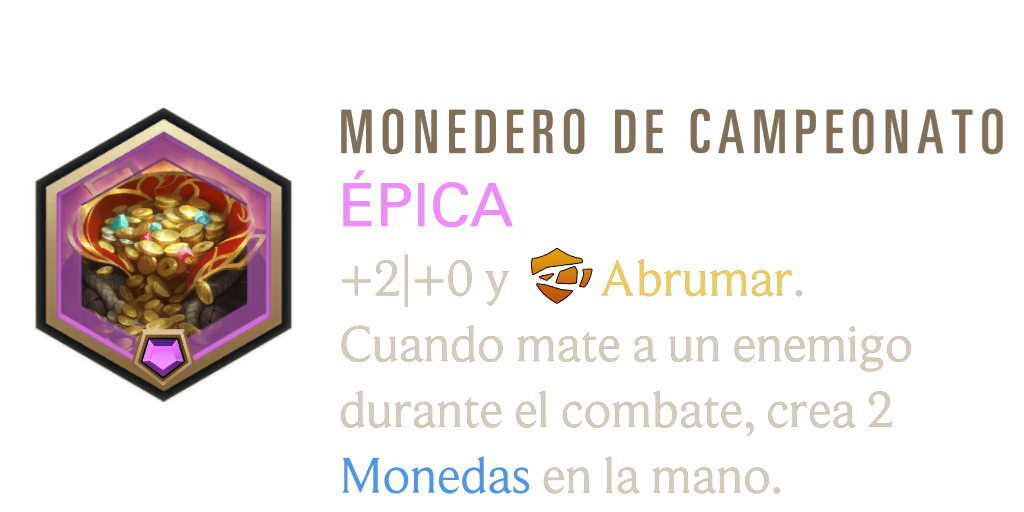 MONEDERO DE CAMPEONATO
ÉPICA
+2|+0 y Abrumar.
Cuando mate a un enemigo
durante el combate, crea 2
Monedas en la mano.